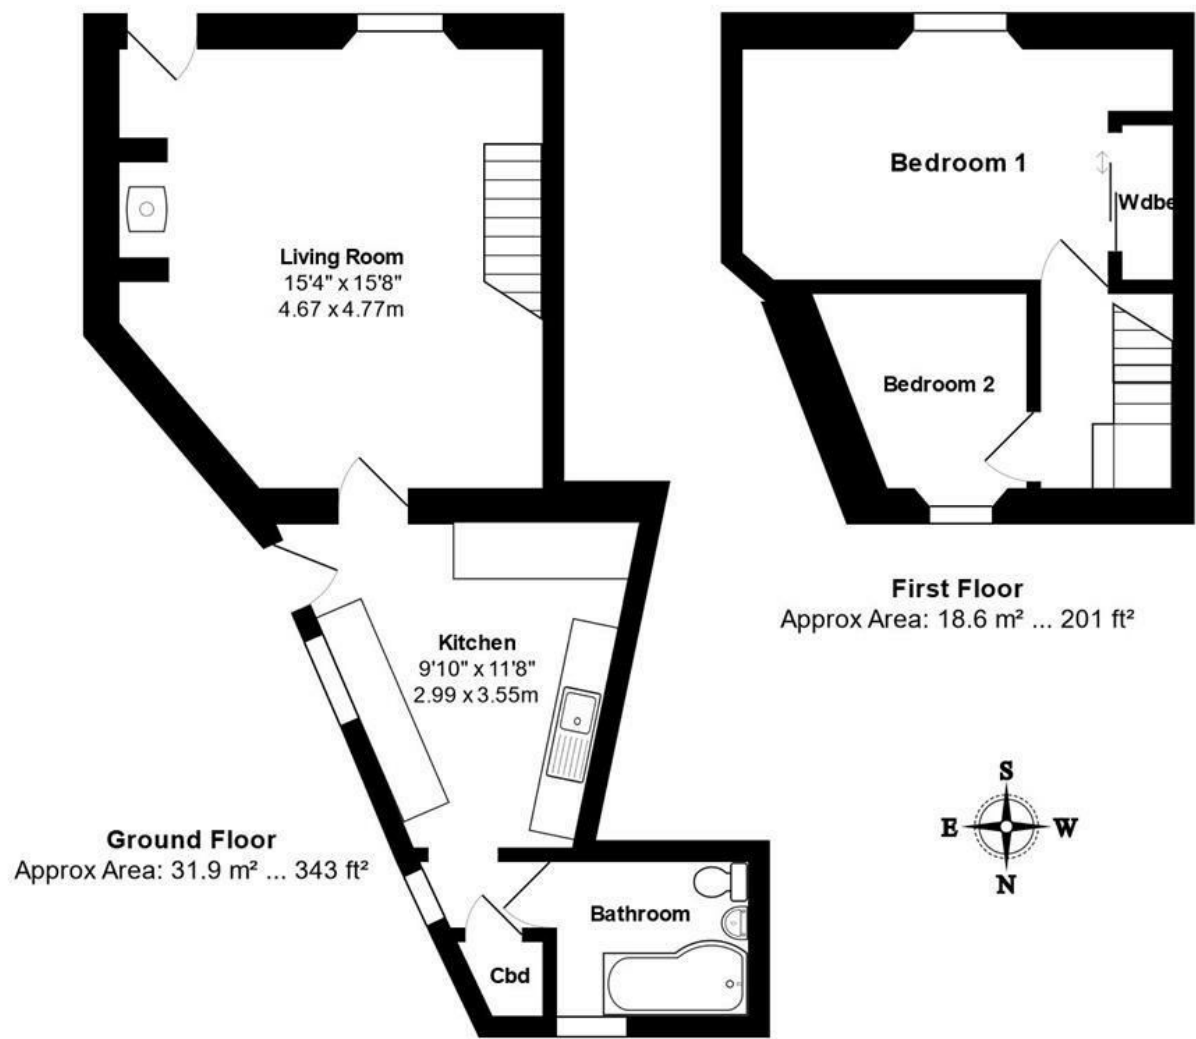 Living Room
15'4" x 15'8"
4.67 x 4.77m
Kitchen
9'10" x 11'8"
2.99 x 3.55m
Bathroom
Cbd
Ground Floor
Approx Area: 31.9 m² ... 343 ft²
Bedroom 1
Wdbe
Bedroom 2
First Floor
Approx Area: 18.6 m² ... 201 ft²
S
E W
N